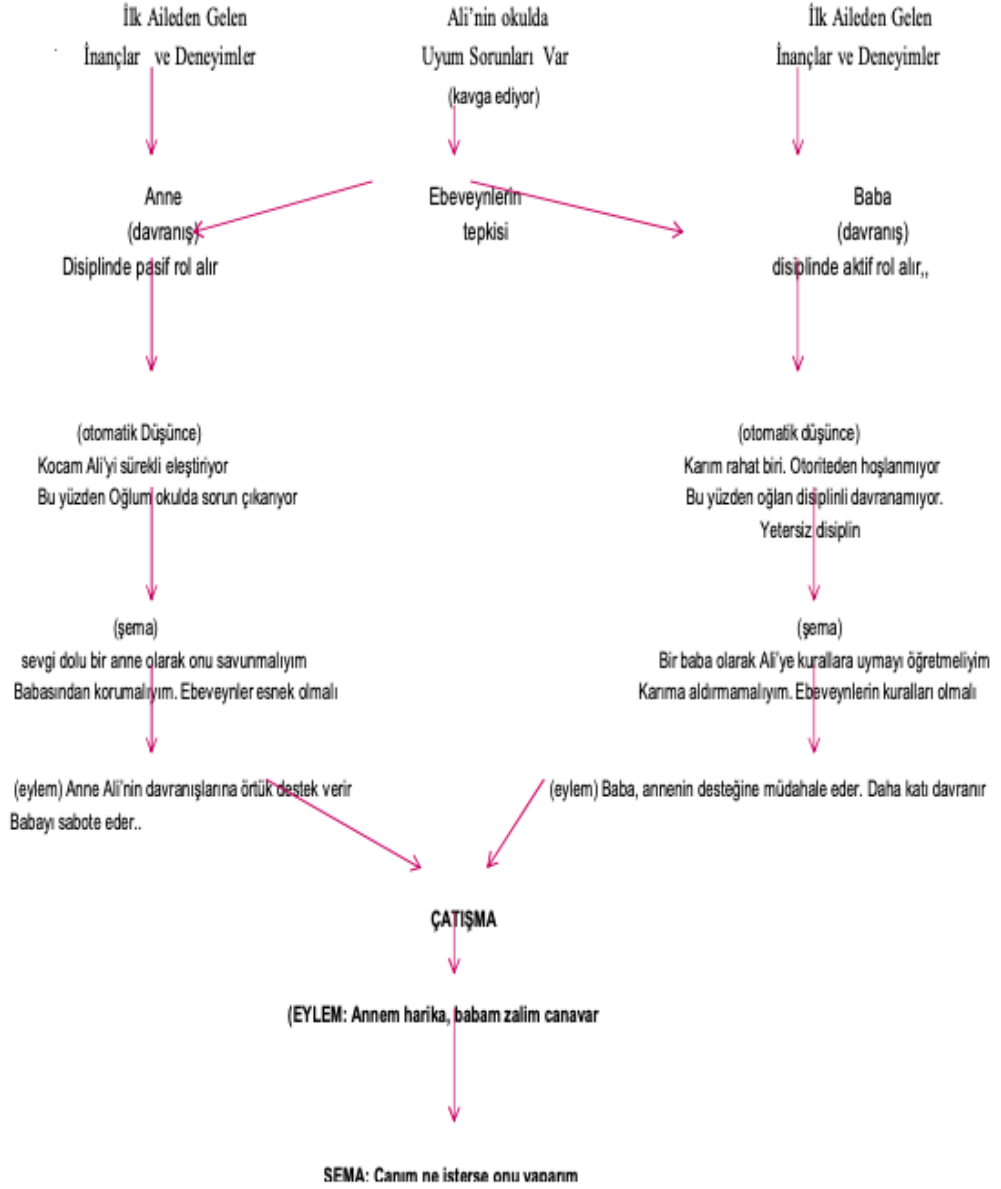 İlk Aileden Gelen
İnançlar ve Deneyimler
Ali'nin okulda
Uyum Sorunları Var
(kavga ediyor)
İlk Aileden Gelen
İnançlar ve Deneyimler
Anne
(davranış)
Disiplinde pasif rol alır
Ebeveynlerin
tepkisi
Baba
(davranış)
disiplinde aktif rol alır,,
(otomatik Düşünce)
Kocam Ali'yi sürekli eleştiriyor
Bu yüzden Oğlum okulda sorun çıkarıyor
(otomatik düşünce)
Karım rahat biri. Otoriteden hoşlanmıyor
Bu yüzden oğlan disiplinli davranamıyor.
Yetersiz disiplin
(şema)
sevgi dolu bir anne olarak onu savunmalıyım
Babasından korumalıyım. Ebeveynler esnek olmalı
(şema)
Bir baba olarak Ali'ye kurallara uymayı öğretmeliyim
Karıma aldırmamalıyım. Ebeveynlerin kuralları olmalı
(eylem) Anne Ali'nin davranışlarına örtük destek verir
Babayı sabote eder..
(eylem) Baba, annenin desteğine müdahale eder. Daha katı davranır
ÇATIŞMA
(EYLEM: Annem harika, babam zalim canavar
ŞEMA: Canım ne isterse onu yaparım